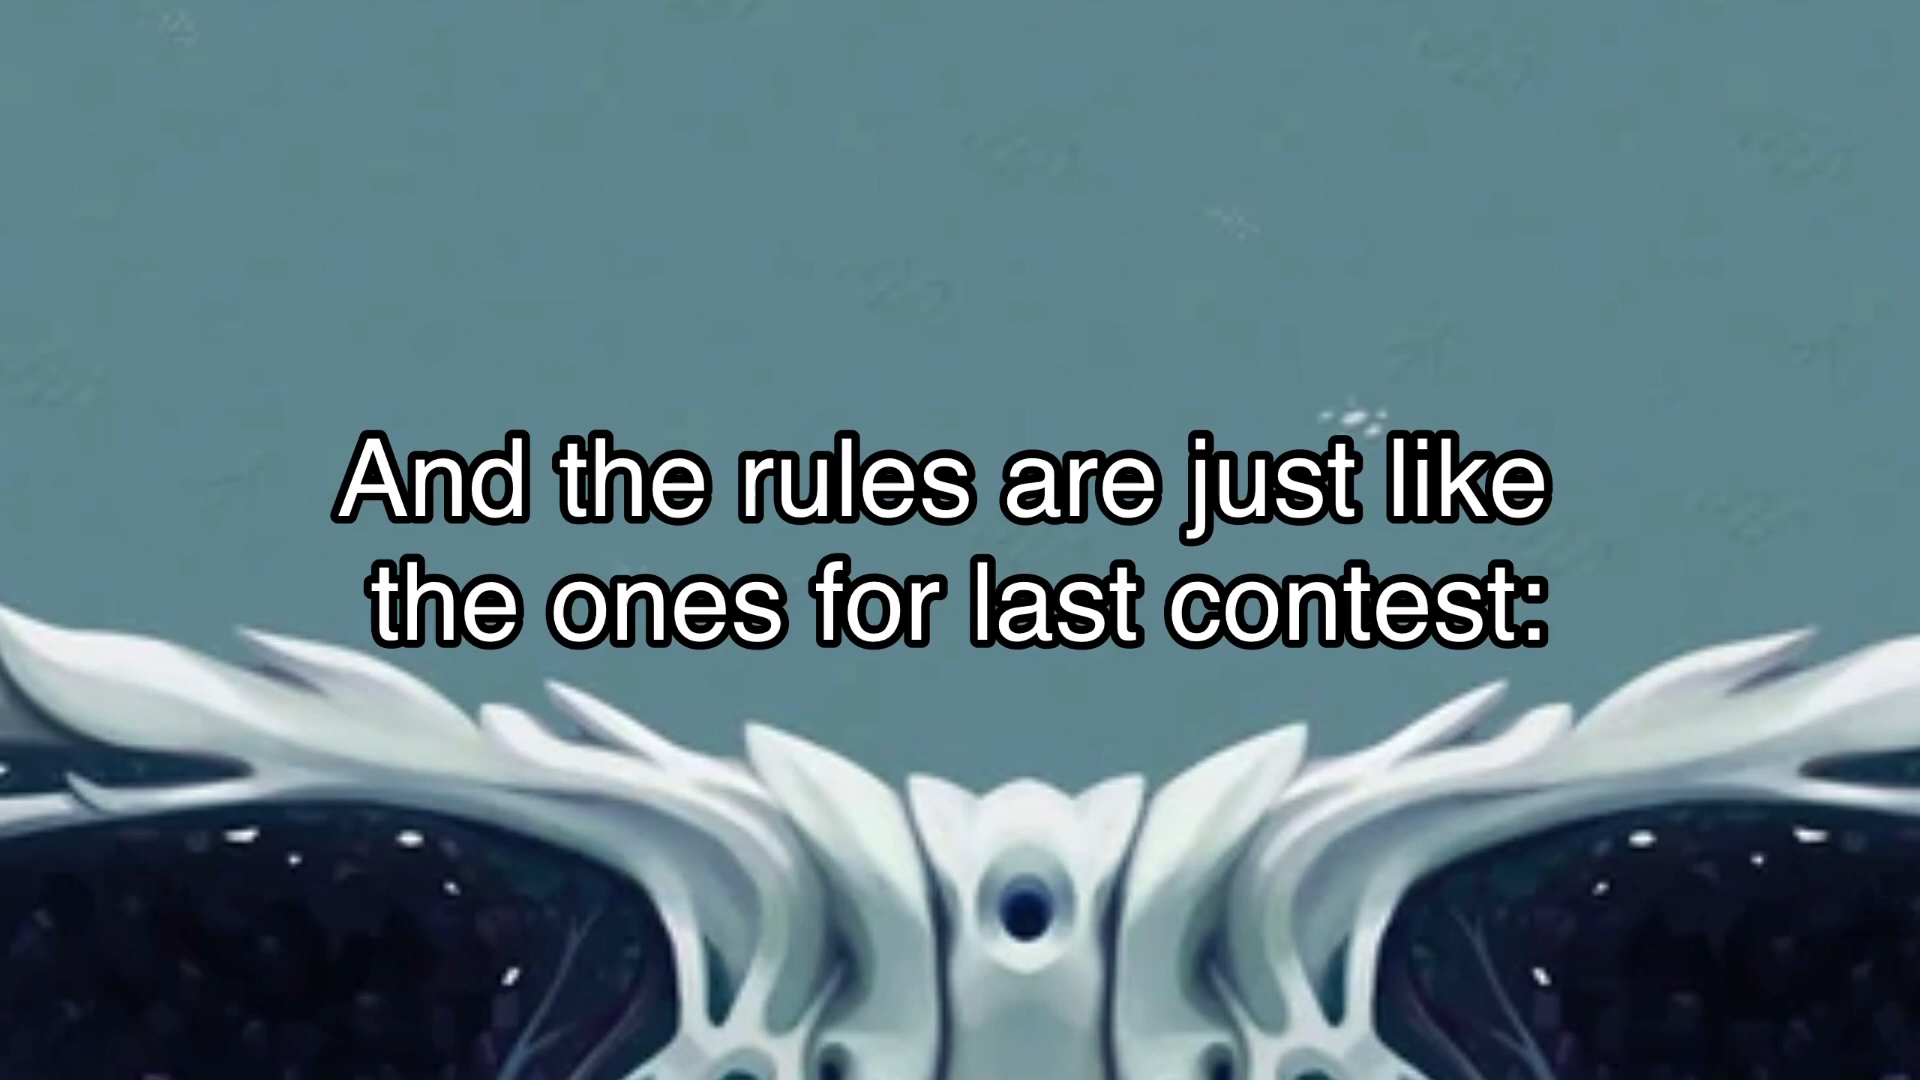 And the rules are just like
the ones for last contest: